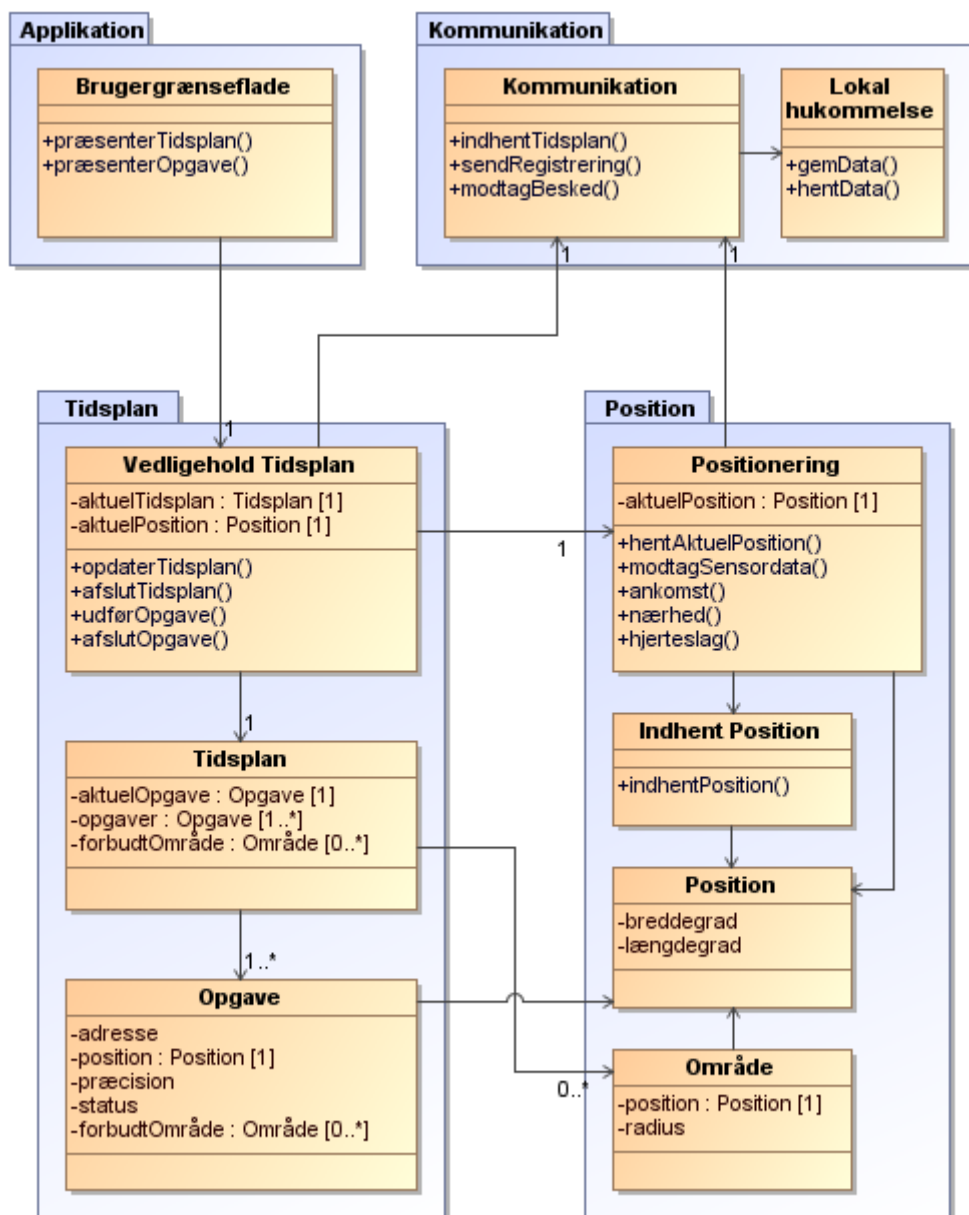 Applikation
Brugergrænseflade
+præsenterTidsplan()
+præsenterOpgave()
Kommunikation
Kommunikation
+indhentTidsplan()
+sendRegistrering()
+modtagBesked()
Lokal
hukommelse
+gemData()
+hentData()
1
1
1
Tidsplan
Vedligehold Tidsplan
-aktuelTidsplan : Tidsplan [1]
-aktuelPosition : Position [1]
+opdaterTidsplan()
+afslutTidsplan()
+udførOpgave()
+afslutOpgave()
1
1
Tidsplan
-aktuelOpgave : Opgave [1]
-opgaver : Opgave [1..*]
-forbudtOmråde : Område [0..*]
1..*
Opgave
-adresse
-position : Position [1]
-præcision
-status
-forbudtOmråde : Område [0..*]
0..*
Position
Positionering
-aktuelPosition : Position [1]
+hentAktuelPosition()
+modtagSensordata()
+ankomst()
+nærhed()
+hjerteslag()
Indhent Position
+indhentPosition()
Position
-breddegrad
-længdegrad
Område
-position : Position [1]
-radius